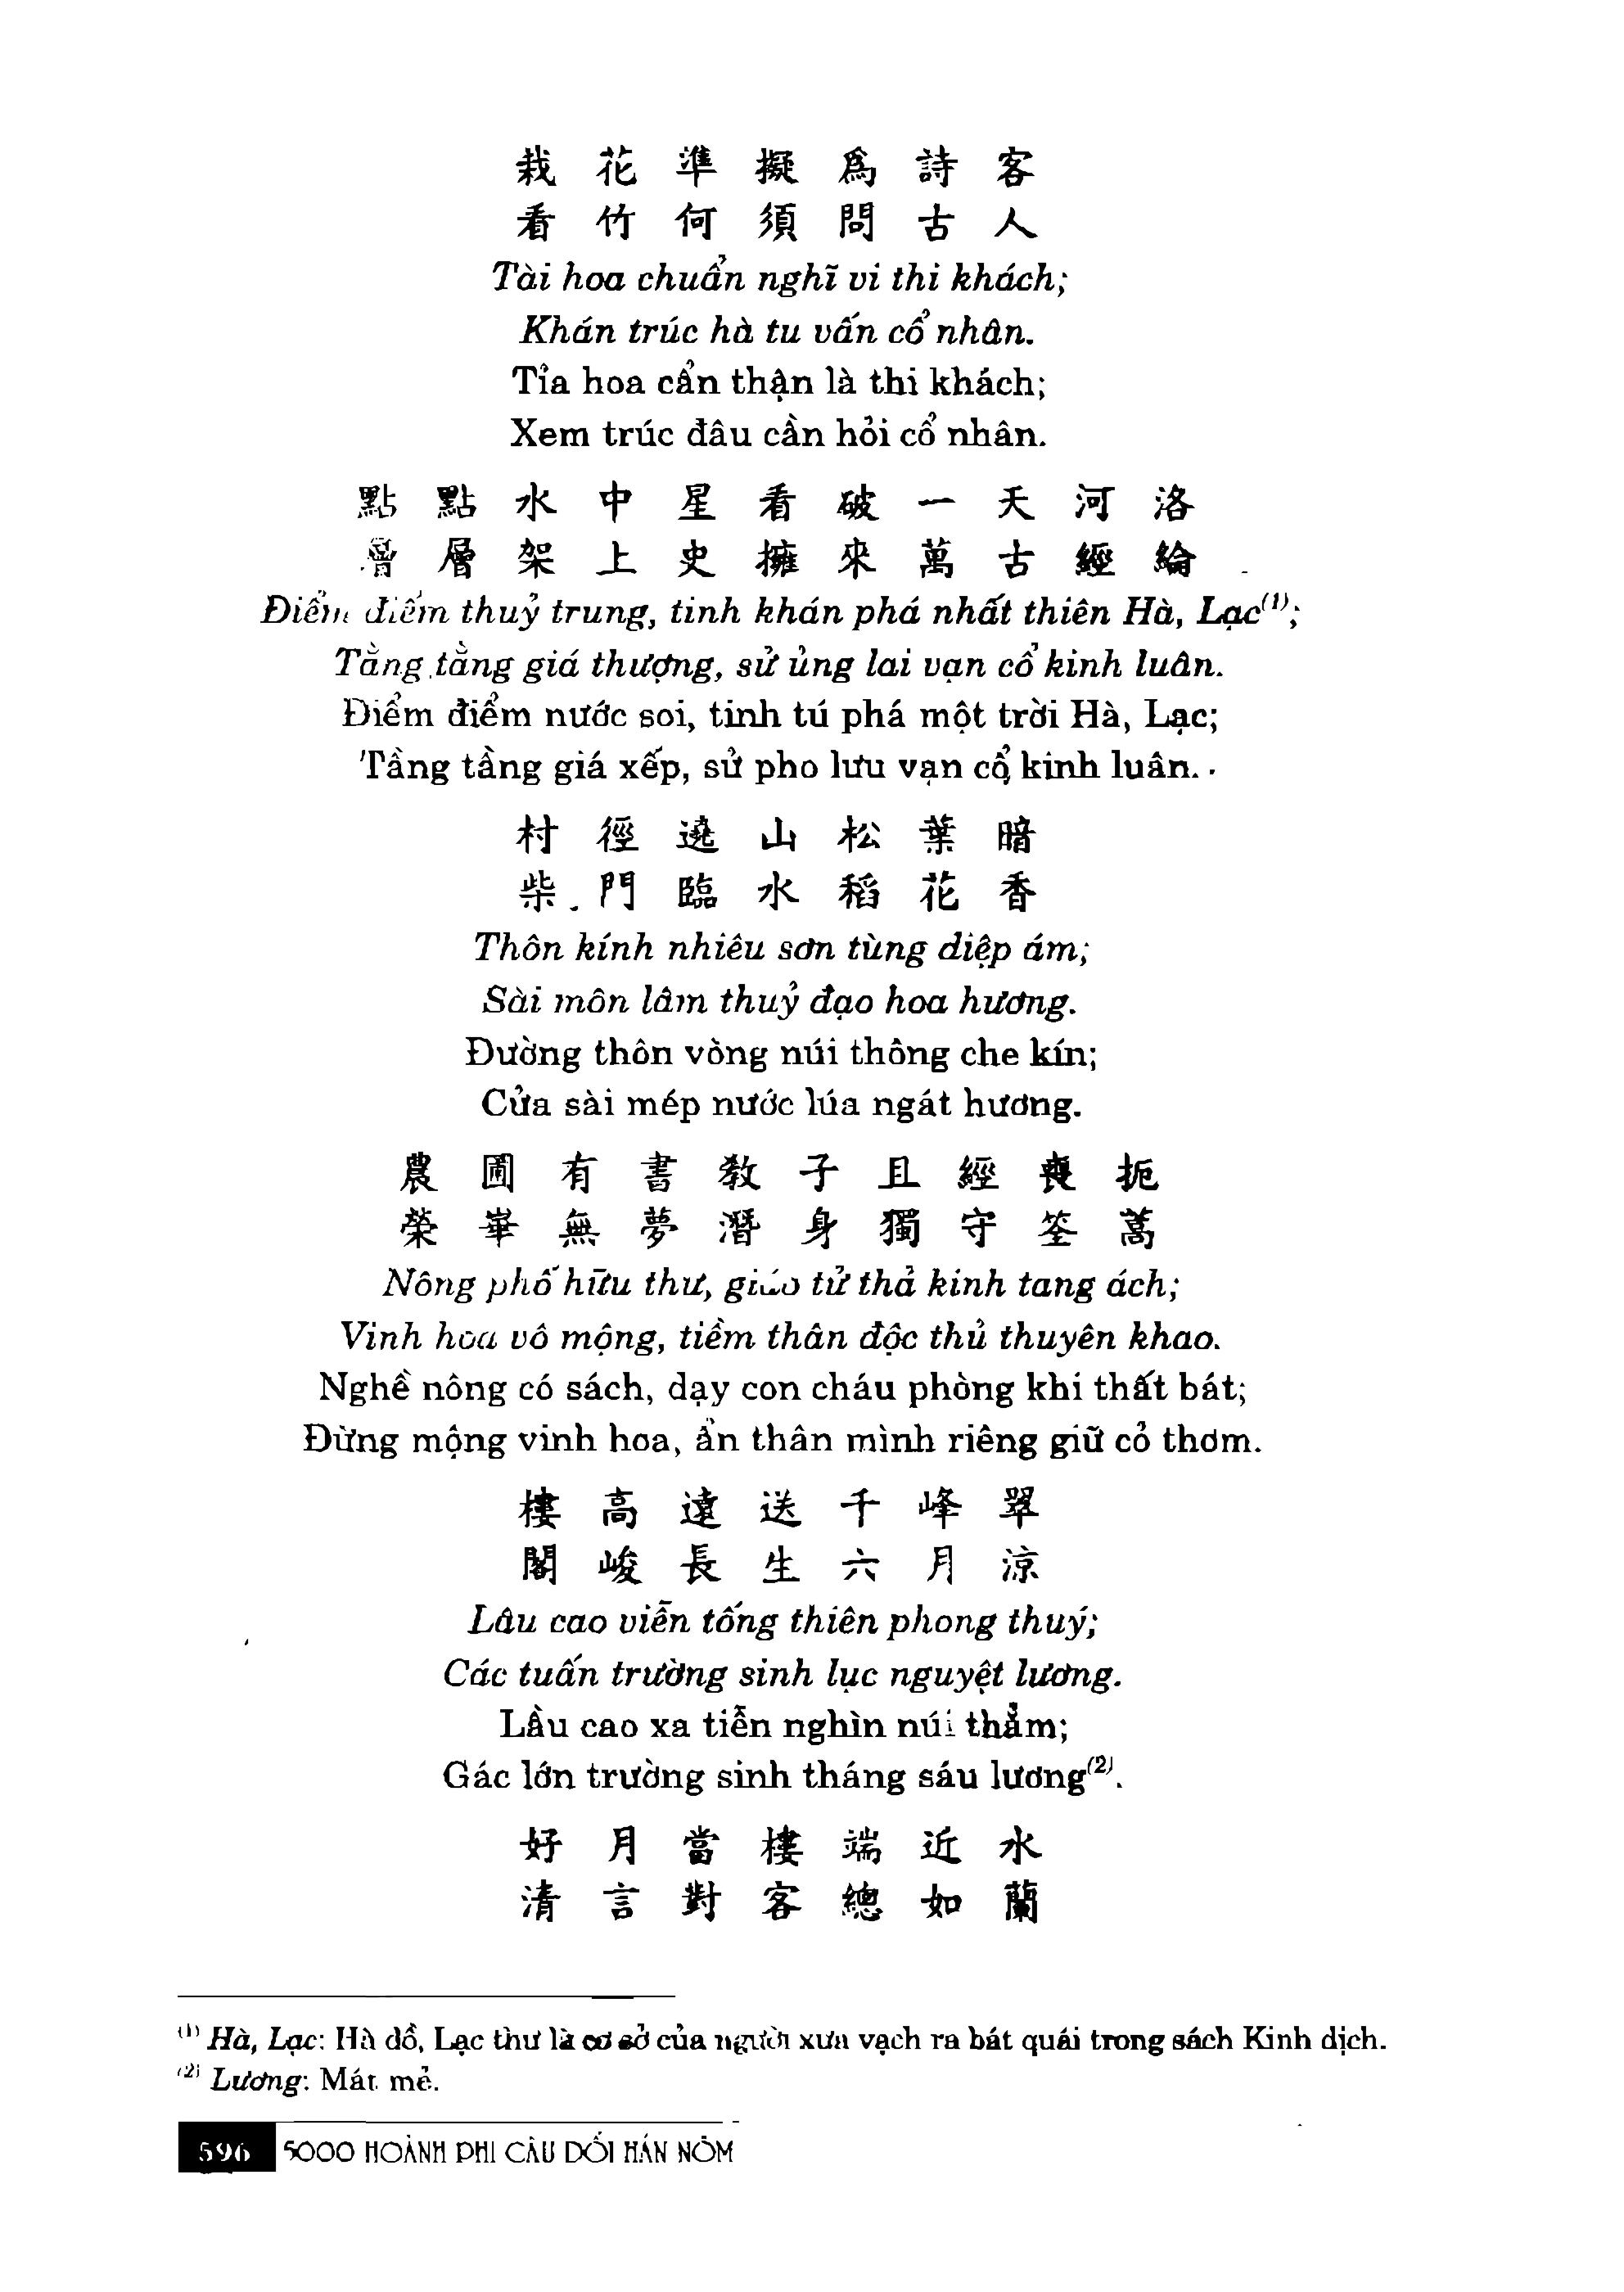 栽花準擬爲詩客
看竹何須問古人
Tài hoa chuẩn nghĩ vi thi khách;
Khán trúc hà tu vấn cổ nhân.
Tỉa hoa cẩn thận là thi khách;
Xem trúc đâu cần hỏi cổ nhân.
點點水中星看破一天河洛
層層架上史擁來萬古經綸
Điểm điểm thuỷ trung, tinh khán phá nhất thiên Hà, Lạc(1);
Tằng tằng giá thượng, sử ủng lai vạn cổ kinh luân.
Điểm điểm nước soi, tinh tú phá một trời Hà, Lạc;
Tầng tầng giá xếp, sử pho lưu vạn cổ kinh luân.
村徑遶山松葉暗
柴門臨水稻花香
Thôn kính nhiêu sơn tùng diệp ám;
Sài môn lâm thuỷ đạo hoa hương.
Đường thôn vòng núi thông che kín;
Cửa sài mép nước lúa ngát hương.
農圃有書教子且經喪扼
榮崋無夢潛身獨守筌蒿
Nông phố hữu thư, giáo tử thả kinh tang ách;
Vinh hoa vô mộng, tiềm thân độc thủ thuyên khao.
Nghề nông có sách, dạy con cháu phòng khi thất bát;
Đừng mộng vinh hoa, ẩn thân mình riêng giữ cỏ thơm.
樓高遠送千峰翠
閣峻長生六月涼
Lâu cao viễn tống thiên phong thuý;
Các tuấn trường sinh lục nguyệt lương.
Lầu cao xa tiễn nghìn núi thẳm;
Gác lớn trường sinh tháng sáu lương(2).
好月當樓端近水
清言對客總如蘭
(1) Hà, Lạc: Hà đồ, Lạc thư là cơ sở của người xưa vạch ra bát quái trong sách Kinh dịch.
(2) Lương: Mát mẻ.
596 5000 HOÀNH PHI CÂU ĐỐI HÁN NÔM